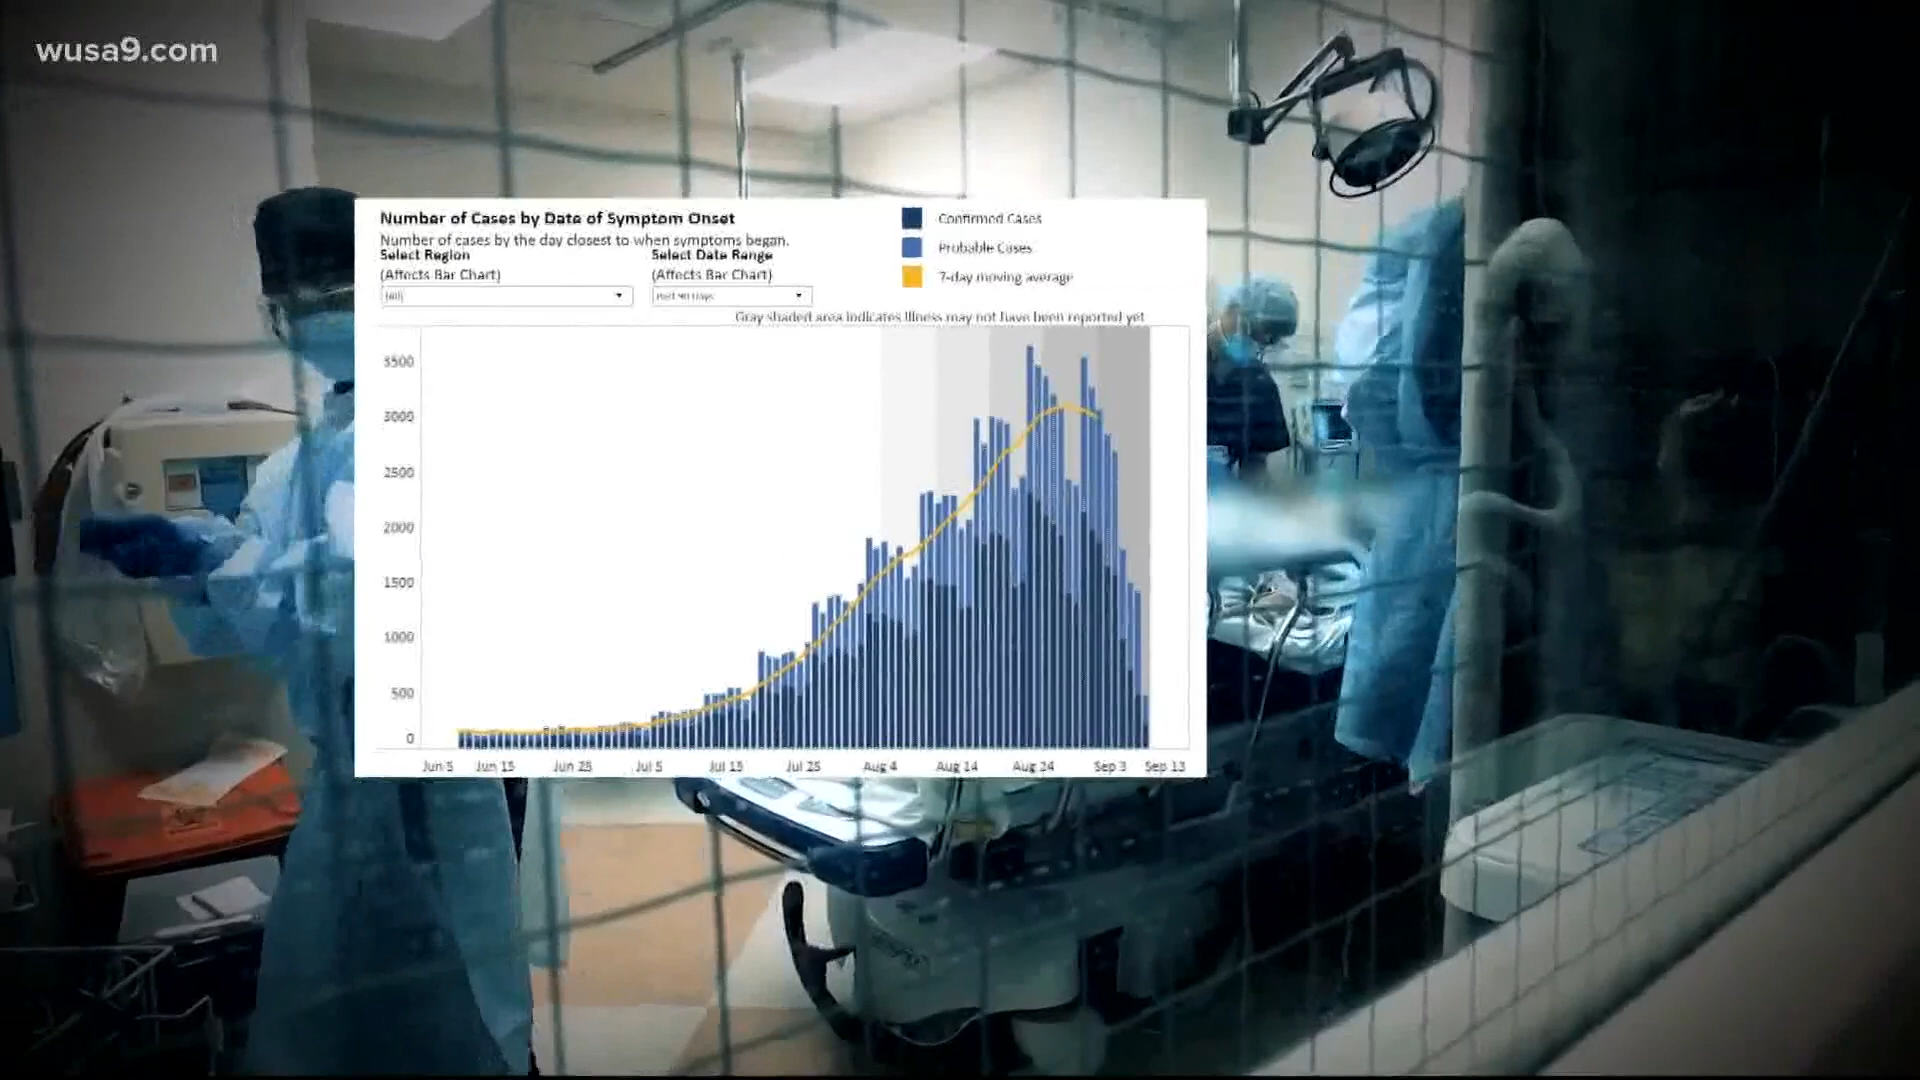 wusa9.com
Number of Cases by Date of Symptom Onset
Number of cases by the day closest to when symptoms began.
Select Region
(Affects Bar Chart)
(All)
Select Date Range
(Affects Bar Chart)
Past 90 Days
Confirmed Cases
Probable Cases
7-day moving average
Gray shaded area indicates illness may not have been reported yet
3500
3000
2500
2000
1500
1000
500
0
Jun 5 Jun 15 Jun 25 Jul 5 Jul 15 Jul 25 Aug 4 Aug 14 Aug 24 Sep 3 Sep 13